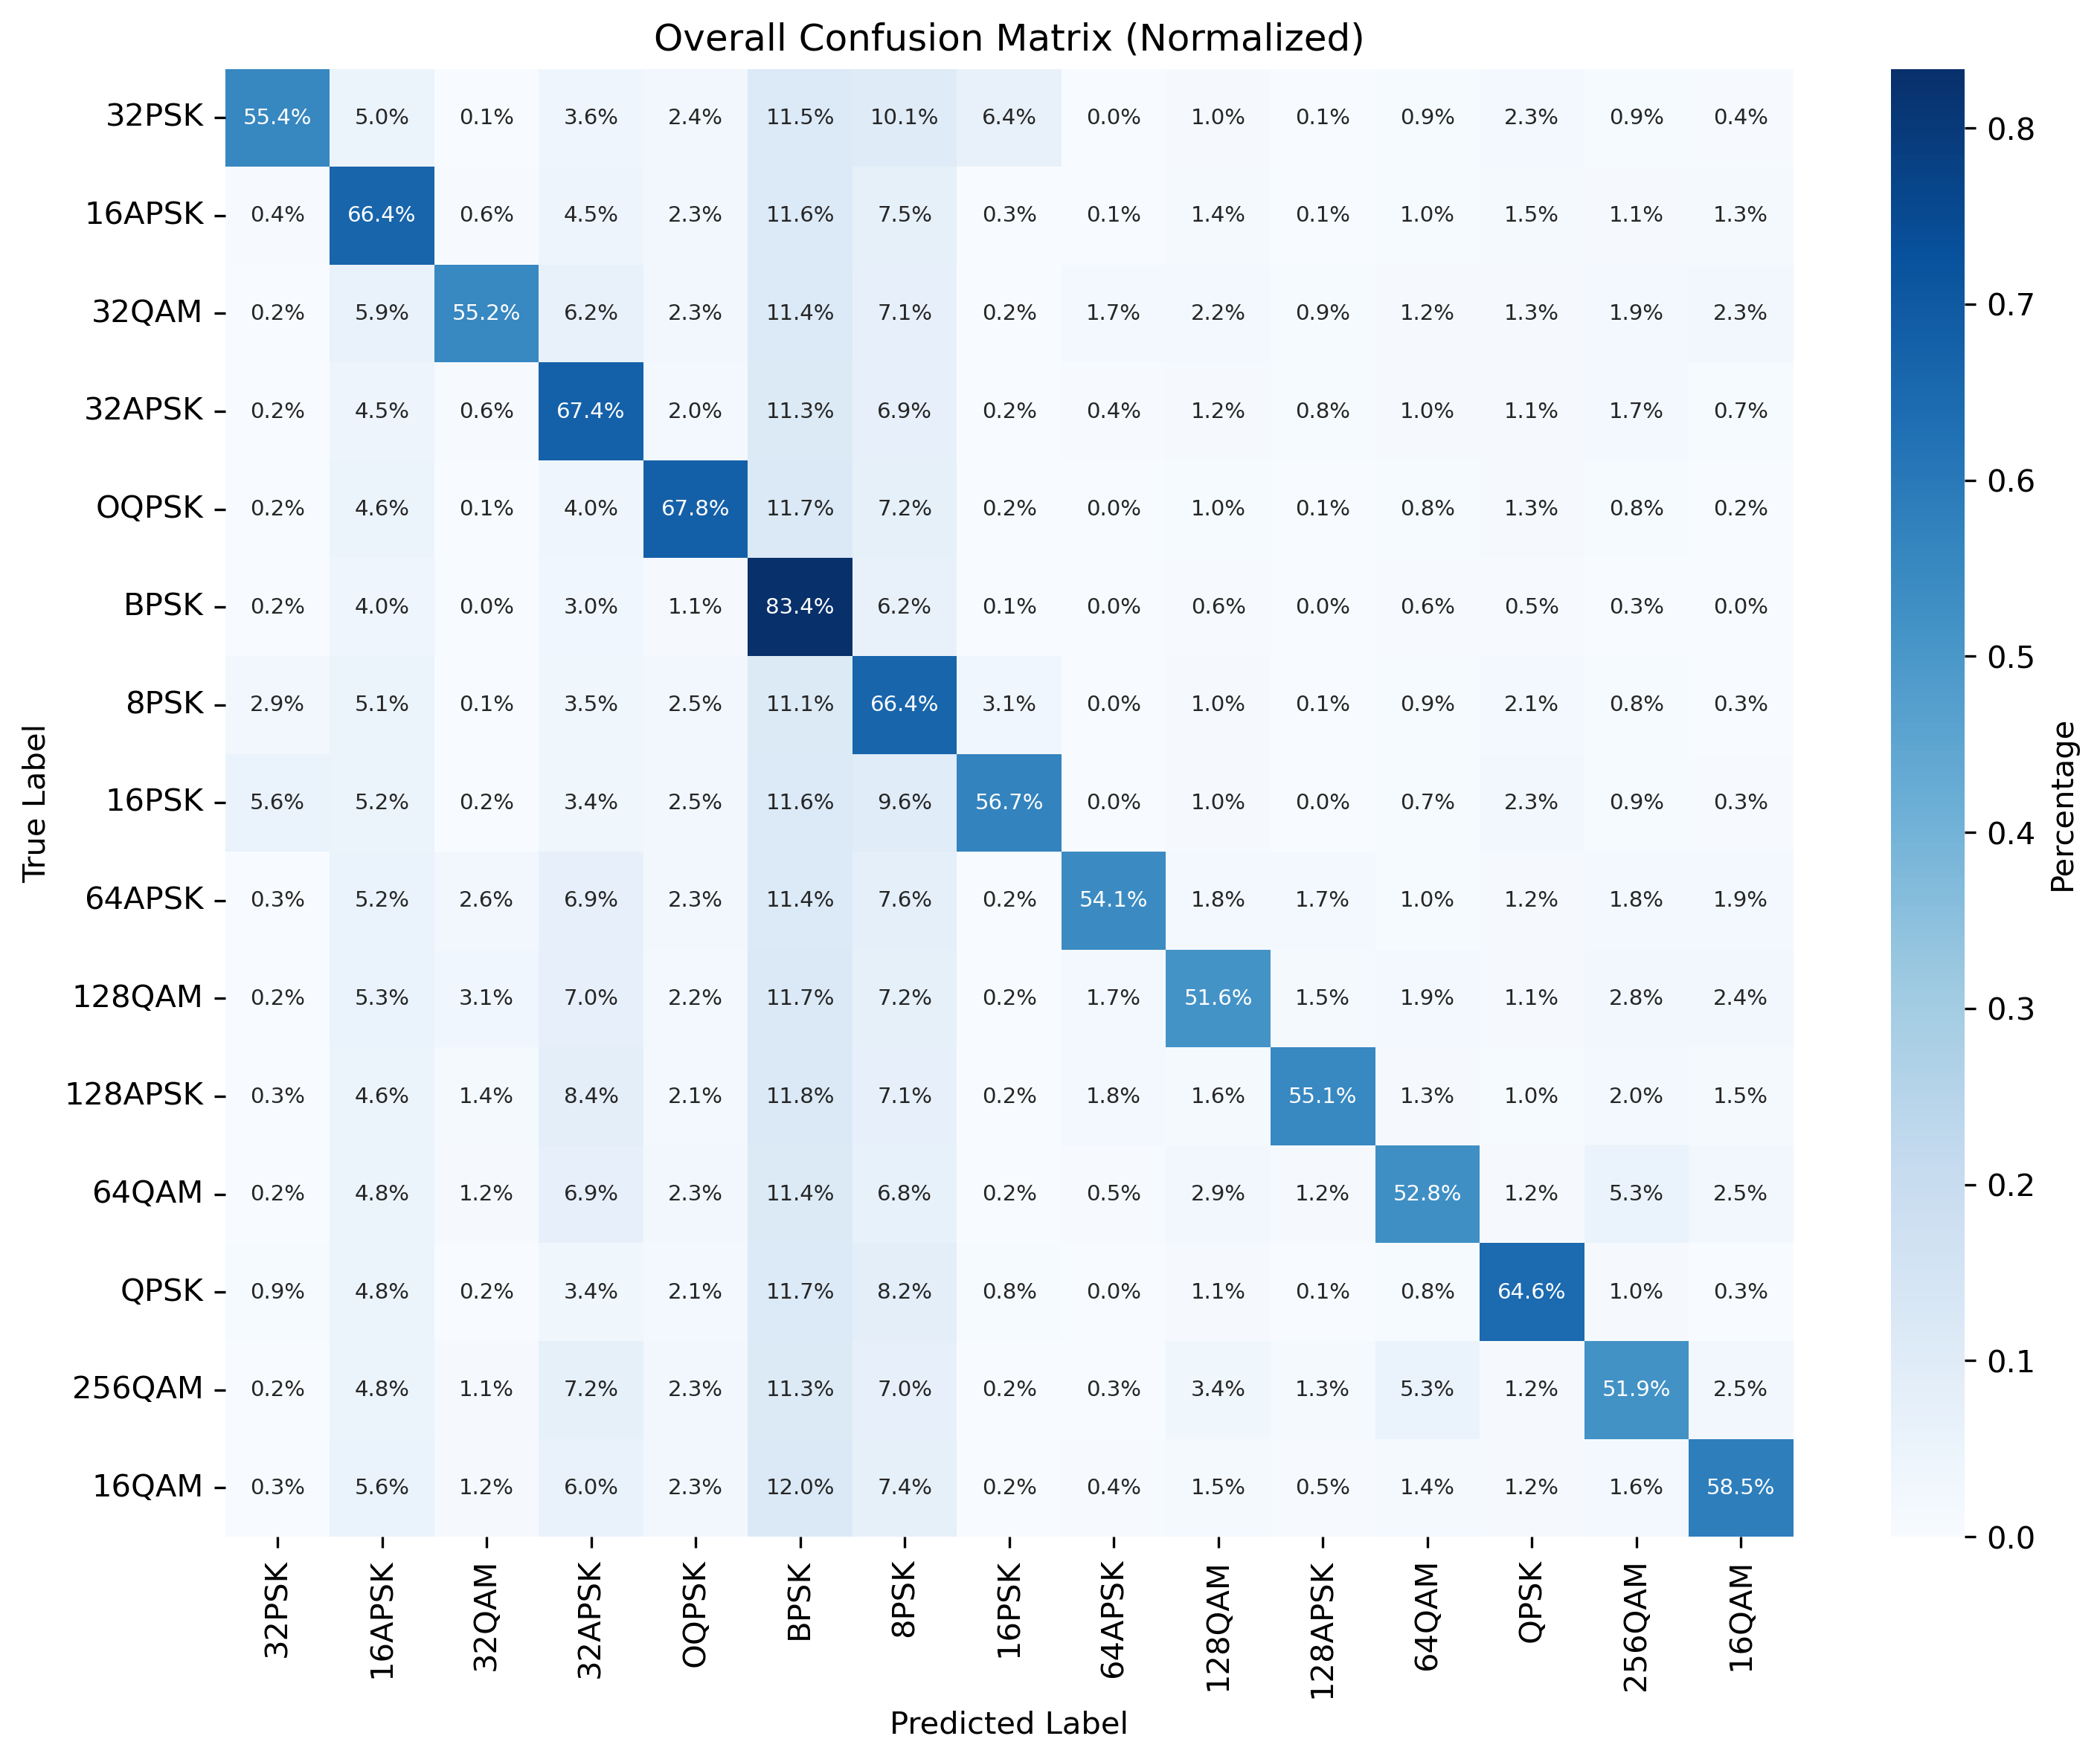 Overall Confusion Matrix (Normalized)
32PSK 55.4% 5.0% 0.1% 3.6% 2.4% 11.5% 10.1% 6.4% 0.0% 1.0% 0.1% 0.9% 2.3% 0.9% 0.4%
16APSK 0.4% 66.4% 0.6% 4.5% 2.3% 11.6% 7.5% 0.3% 0.1% 1.4% 0.1% 1.0% 1.5% 1.1% 1.3%
32QAM 0.2% 5.9% 55.2% 6.2% 2.3% 11.4% 7.1% 0.2% 1.7% 2.2% 0.9% 1.2% 1.3% 1.9% 2.3%
32APSK 0.2% 4.5% 0.6% 67.4% 2.0% 11.3% 6.9% 0.2% 0.4% 1.2% 0.8% 1.0% 1.1% 1.7% 0.7%
OQPSK 0.2% 4.6% 0.1% 4.0% 67.8% 11.7% 7.2% 0.2% 0.0% 1.0% 0.1% 0.8% 1.3% 0.8% 0.2%
BPSK 0.2% 4.0% 0.0% 3.0% 1.1% 83.4% 6.2% 0.1% 0.0% 0.6% 0.0% 0.6% 0.5% 0.3% 0.0%
8PSK 2.9% 5.1% 0.1% 3.5% 2.5% 11.1% 66.4% 3.1% 0.0% 1.0% 0.1% 0.9% 2.1% 0.8% 0.3%
16PSK 5.6% 5.2% 0.2% 3.4% 2.5% 11.6% 9.6% 56.7% 0.0% 1.0% 0.0% 0.7% 2.3% 0.9% 0.3%
64APSK 0.3% 5.2% 2.6% 6.9% 2.3% 11.4% 7.6% 0.2% 54.1% 1.8% 1.7% 1.0% 1.2% 1.8% 1.9%
128QAM 0.2% 5.3% 3.1% 7.0% 2.2% 11.7% 7.2% 0.2% 1.7% 51.6% 1.5% 1.9% 1.1% 2.8% 2.4%
128APSK 0.3% 4.6% 1.4% 8.4% 2.1% 11.8% 7.1% 0.2% 1.8% 1.6% 55.1% 1.3% 1.0% 2.0% 1.5%
64QAM 0.2% 4.8% 1.2% 6.9% 2.3% 11.4% 6.8% 0.2% 0.5% 2.9% 1.2% 52.8% 1.2% 5.3% 2.5%
QPSK 0.9% 4.8% 0.2% 3.4% 2.1% 11.7% 8.2% 0.8% 0.0% 1.1% 0.1% 0.8% 64.6% 1.0% 0.3%
256QAM 0.2% 4.8% 1.1% 7.2% 2.3% 11.3% 7.0% 0.2% 0.3% 3.4% 1.3% 5.3% 1.2% 51.9% 2.5%
16QAM 0.3% 5.6% 1.2% 6.0% 2.3% 12.0% 7.4% 0.2% 0.4% 1.5% 0.5% 1.4% 1.2% 1.6% 58.5%
32PSK 16APSK 32QAM 32APSK OQPSK BPSK 8PSK 16PSK 64APSK 128QAM 128APSK 64QAM QPSK 256QAM 16QAM
Predicted Label
True Label
0.8
0.7
0.6
0.5
0.4
0.3
0.2
0.1
0.0
Percentage